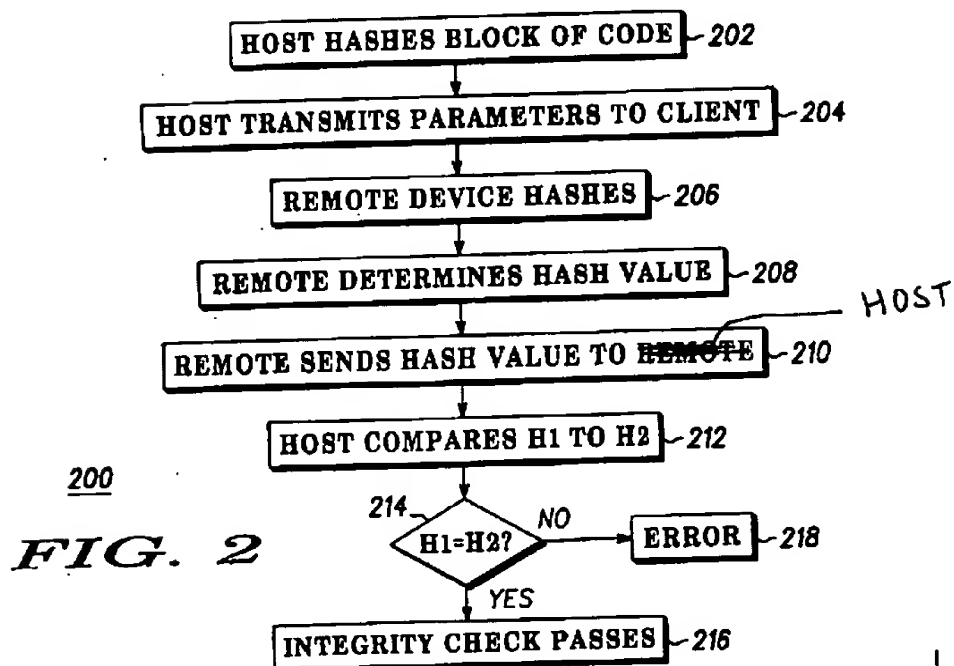 HOST HASHES BLOCK OF CODE 202
HOST TRANSMITS PARAMETERS TO CLIENT 204
REMOTE DEVICE HASHES 206
REMOTE DETERMINES HASH VALUE 208
HOST
REMOTE SENDS HASH VALUE TO REMOTE 210
HOST COMPARES H1 TO H2 212
200
FIG. 2
214
H1=H2?
NO
ERROR 218
YES
INTEGRITY CHECK PASSES 216